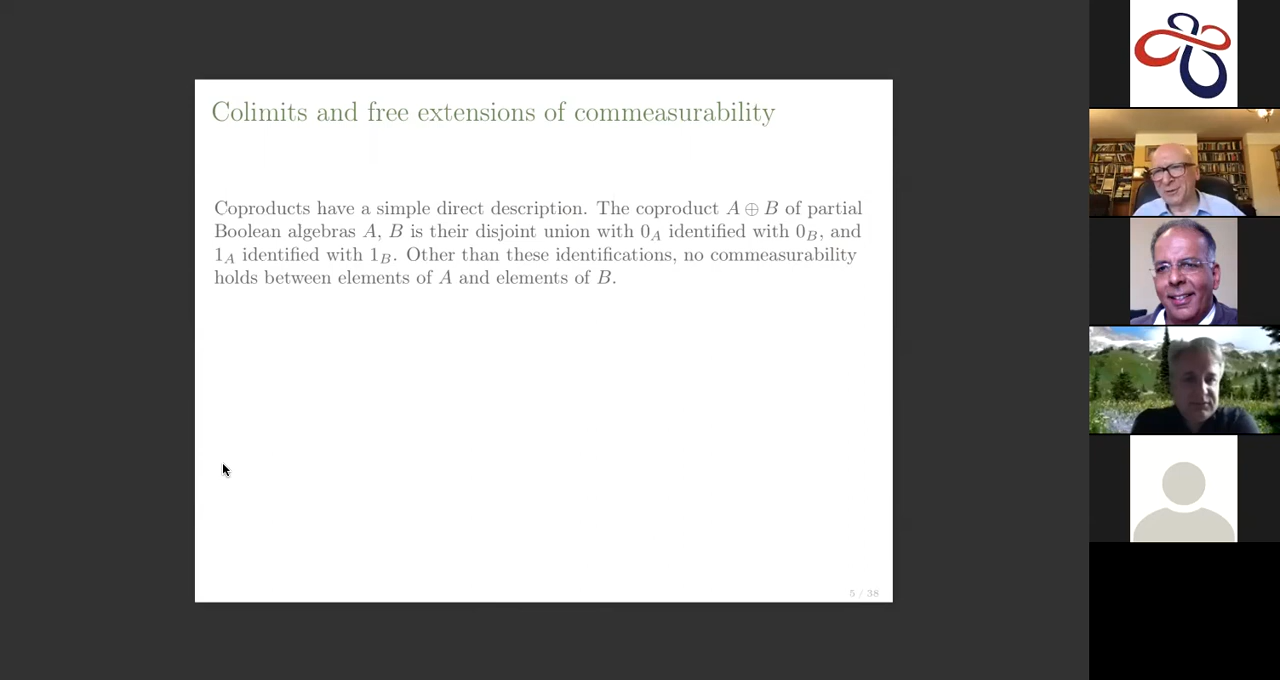 Colimits and free extensions of commeasurability
Coproducts have a simple direct description. The coproduct A ⊕ B of partial
Boolean algebras A, B is their disjoint union with 0_A identified with 0_B, and
1_A identified with 1_B. Other than these identifications, no commeasurability
holds between elements of A and elements of B.
5 / 38